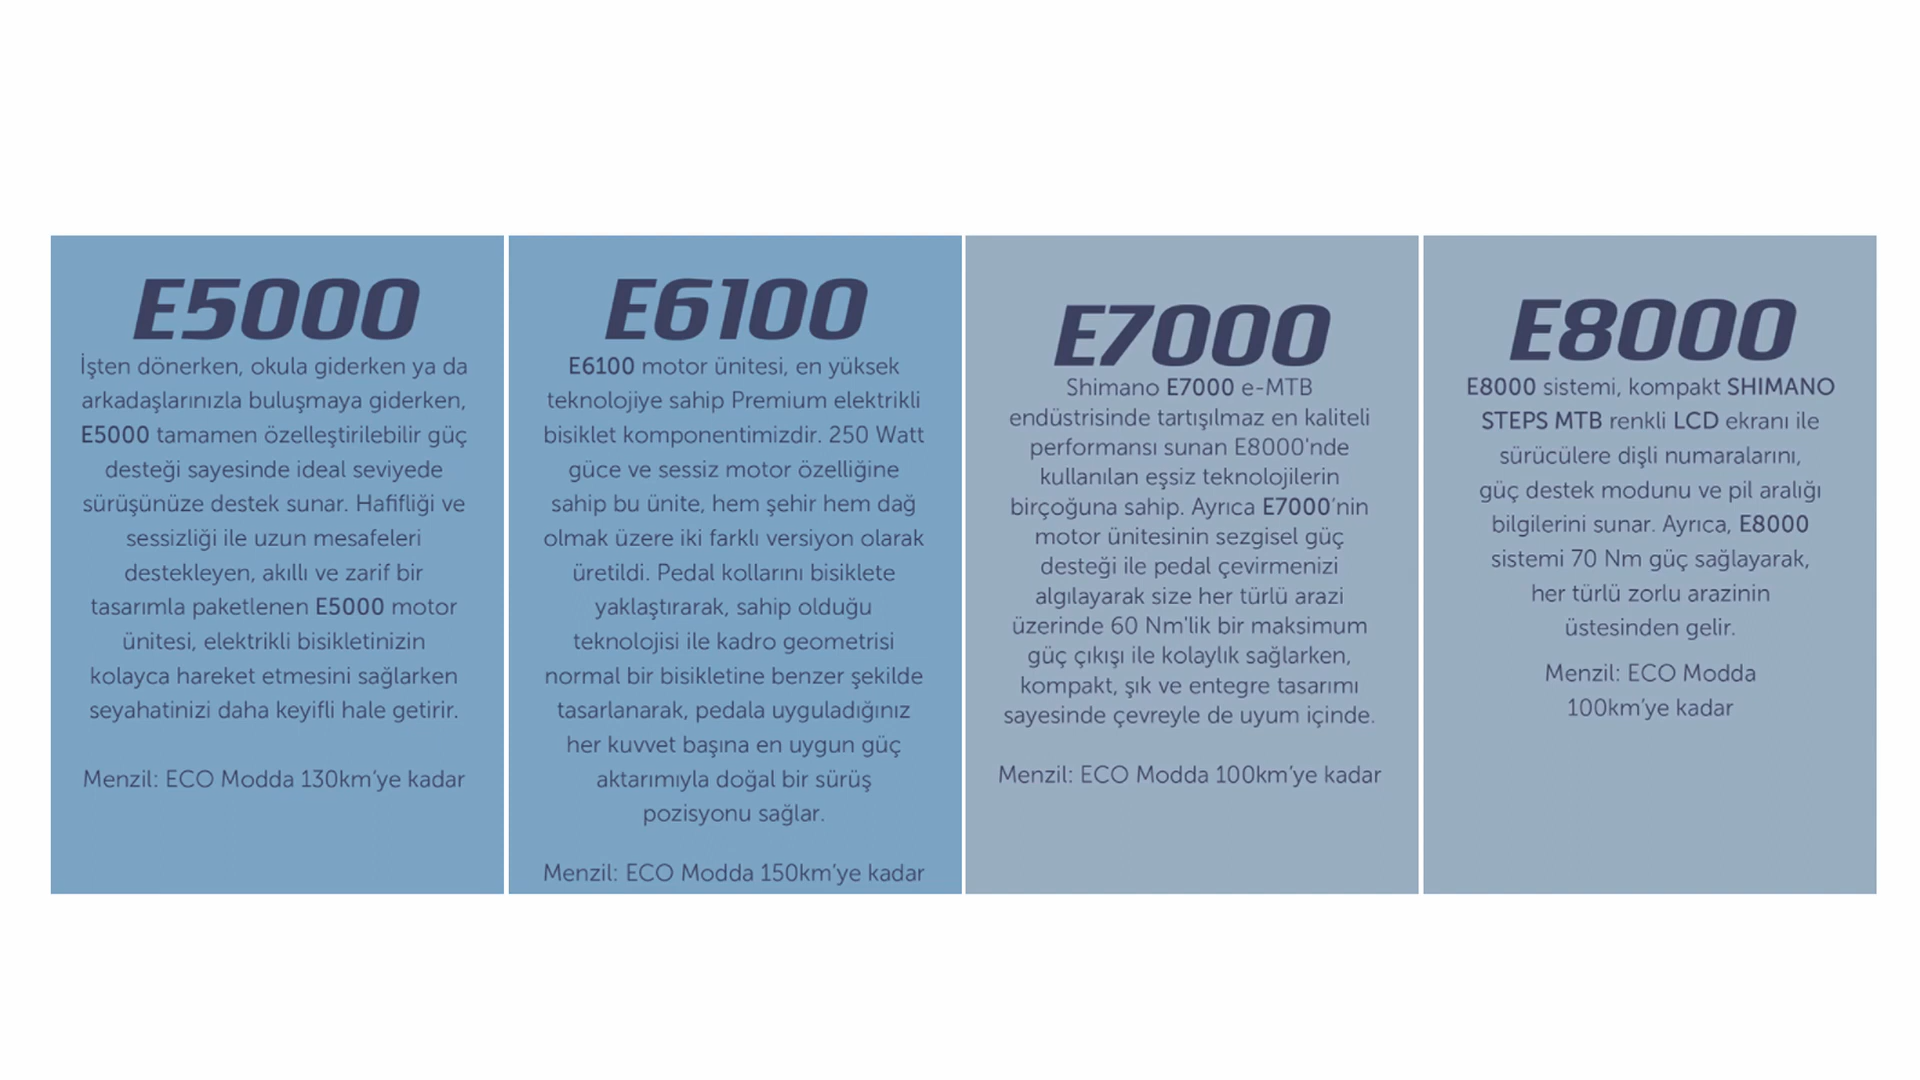 E5000
İşten dönerken, okula giderken ya da
arkadaşlarınızla buluşmaya giderken,
E5000 tamamen özelleştirilebilir güç
desteği sayesinde ideal seviyede
sürüşünüze destek sunar. Hafifliği ve
sessizliği ile uzun mesafeleri
destekleyen, akıllı ve zarif bir
tasarımla paketlenen E5000 motor
ünitesi, elektrikli bisikletinizin
kolayca hareket etmesini sağlarken
seyahatinizi daha keyifli hale getirir.
Menzil: ECO Modda 130km'ye kadar
E6100
E6100 motor ünitesi, en yüksek
teknolojiye sahip Premium elektrikli
bisiklet komponentimizdir. 250 Watt
güce ve sessiz motor özelliğine
sahip bu ünite, hem şehir hem dağ
olmak üzere iki farklı versiyon olarak
üretildi. Pedal kollarını bisiklete
yaklaştırarak, sahip olduğu
teknolojisi ile kadro geometrisi
normal bir bisikletine benzer şekilde
tasarlanarak, pedala uyguladığınız
her kuvvet başına en uygun güç
aktarımıyla doğal bir sürüş
pozisyonu sağlar.
Menzil: ECO Modda 150km'ye kadar
E7000
Shimano E7000 e-MTB
endüstrisinde tartışılmaz en kaliteli
performansı sunan E8000'nde
kullanılan eşsiz teknolojilerin
birçoğuna sahip. Ayrıca E7000'nin
motor ünitesinin sezgisel güç
desteği ile pedal çevirmenizi
algılayarak size her türlü arazi
üzerinde 60 Nm'lik bir maksimum
güç çıkışı ile kolaylık sağlarken,
kompakt, şık ve entegre tasarımı
sayesinde çevreyle de uyum içinde.
Menzil: ECO Modda 100km'ye kadar
E8000
E8000 sistemi, kompakt SHIMANO
STEPS MTB renkli LCD ekranı ile
sürücülere dişli numaralarını,
güç destek modunu ve pil aralığı
bilgilerini sunar. Ayrıca, E8000
sistemi 70 Nm güç sağlayarak,
her türlü zorlu arazinin
üstesinden gelir.
Menzil: ECO Modda
100km'ye kadar